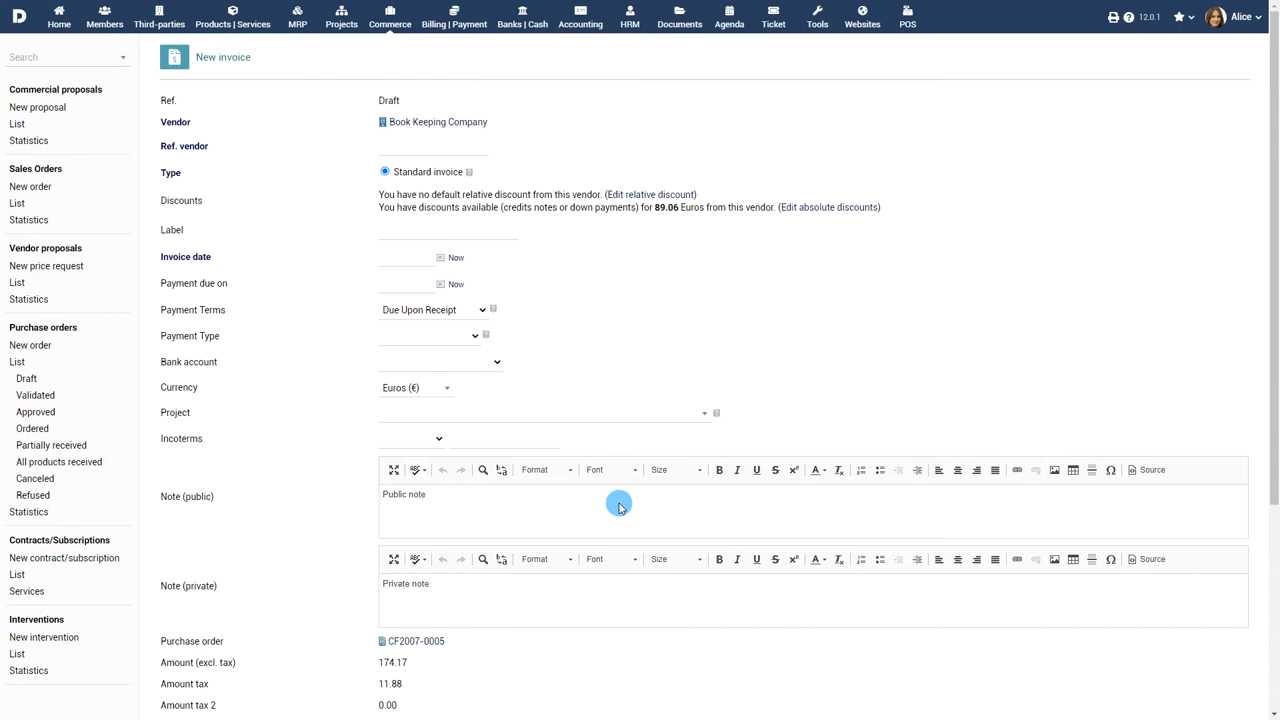 Home Members Third-parties Products | Services MRP Projects Commerce Billing | Payment Banks | Cash Accounting HRM Documents Agenda Ticket Tools Websites POS 12.0.1 Alice
Search
New invoice
Commercial proposals
New proposal
List
Statistics
Sales Orders
New order
List
Statistics
Vendor proposals
New price request
List
Statistics
Purchase orders
New order
List
Draft
Validated
Approved
Ordered
Partially received
All products received
Canceled
Refused
Statistics
Contracts/Subscriptions
New contract/subscription
List
Services
Interventions
New intervention
List
Statistics
Ref. Draft
Vendor Book Keeping Company
Ref. vendor
Type Standard invoice
Discounts
You have no default relative discount from this vendor. (Edit relative discount)
You have discounts available (credits notes or down payments) for 89.06 Euros from this vendor. (Edit absolute discounts)
Label
Invoice date Now
Payment due on Now
Payment Terms Due Upon Receipt
Payment Type
Bank account
Currency Euros (€)
Project
Incoterms
Format Font Size Source
Note (public) Public note
Format Font Size Source
Note (private) Private note
Purchase order CF2007-0005
Amount (excl. tax) 174.17
Amount tax 11.88
Amount tax 2 0.00